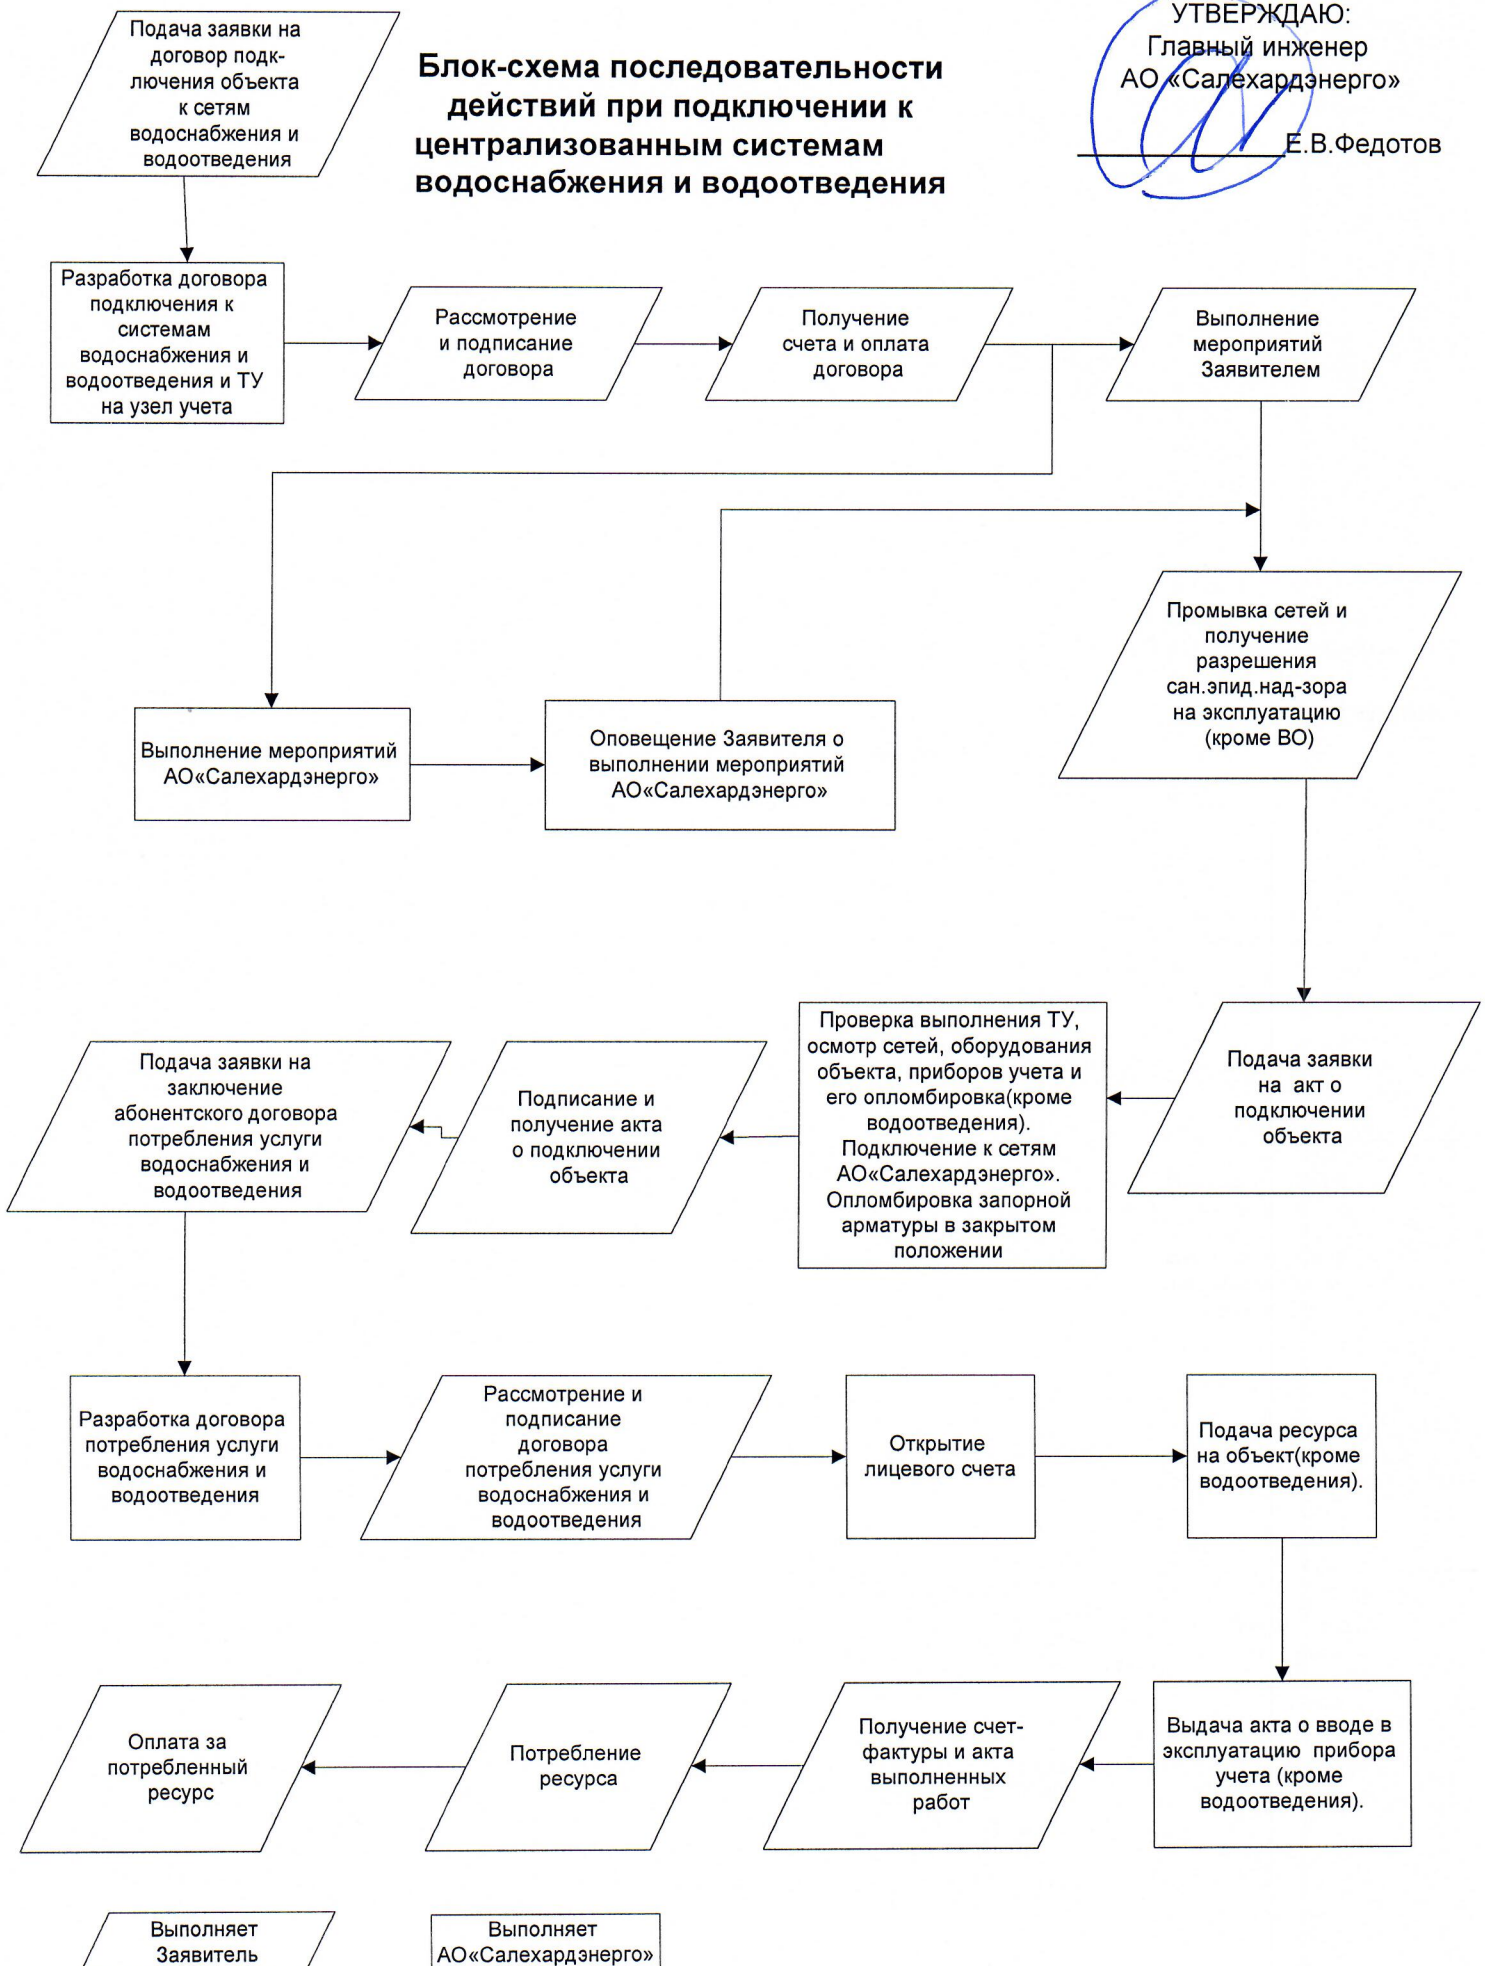 Подача заявки на
договор подк-
лючения объекта
к сетям
водоснабжения и
водоотведения
Блок-схема последовательности
действий при подключении к
централизованным системам
водоснабжения и водоотведения
УТВЕРЖДАЮ:
Главный инженер
АО «Салехардэнерго»
Е.В.Федотов
Разработка договора
подключения к
системам
водоснабжения и
водоотведения и ТУ
на узел учета
Рассмотрение
и подписание
договора
Получение
счета и оплата
договора
Выполнение
мероприятий
Заявителем
Промывка сетей и
получение
разрешения
сан.эпид.над-зора
на эксплуатацию
(кроме ВО)
Выполнение мероприятий
АО«Салехардэнерго»
Оповещение Заявителя о
выполнении мероприятий
АО«Салехардэнерго»
Подача заявки
на акт о
подключении
объекта
Проверка выполнения ТУ,
осмотр сетей, оборудования
объекта, приборов учета и
его опломбировка(кроме
водоотведения).
Подключение к сетям
АО«Салехардэнерго».
Опломбировка запорной
арматуры в закрытом
положении
Подписание и
получение акта
о подключении
объекта
Подача заявки на
заключение
абонентского договора
потребления услуги
водоснабжения и
водоотведения
Разработка договора
потребления услуги
водоснабжения и
водоотведения
Рассмотрение и
подписание
договора
потребления услуги
водоснабжения и
водоотведения
Открытие
лицевого счета
Подача ресурса
на объект(кроме
водоотведения).
Выдача акта о вводе в
эксплуатацию прибора
учета (кроме
водоотведения).
Получение счет-
фактуры и акта
выполненных
работ
Потребление
ресурса
Оплата за
потребленный
ресурс
Выполняет
Заявитель
Выполняет
АО«Салехардэнерго»